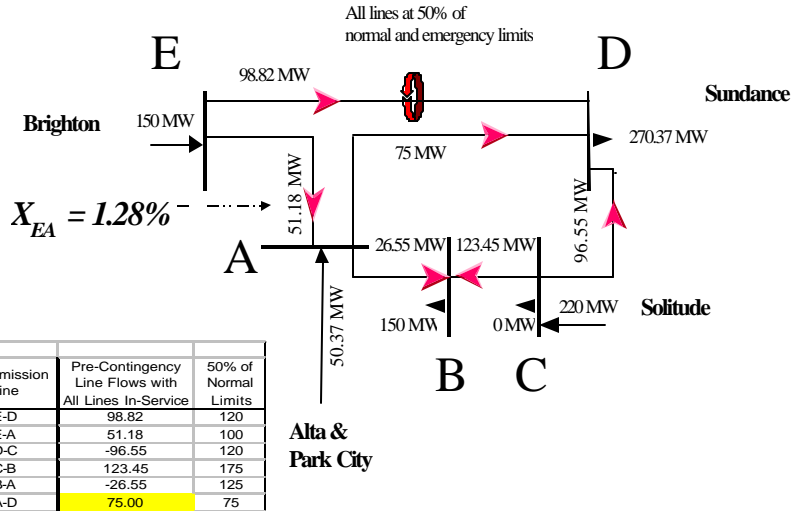 All lines at 50% of
normal and emergency limits
E
D
98.82 MW
Sundance
Brighton
150 MW
270.37 MW
75 MW
51.18 MW
96.55 MW
X_EA = 1.28%
A
26.55 MW
123.45 MW
50.37 MW
150 MW
0 MW
220 MW
Solitude
B
C
Alta &
Park City
Pre-Contingency
Line Flows with
All Lines In-Service
50% of
Normal
Limits
98.82 120
51.18 100
-96.55 120
C-B 123.45 175
-26.55 125
75.00 75